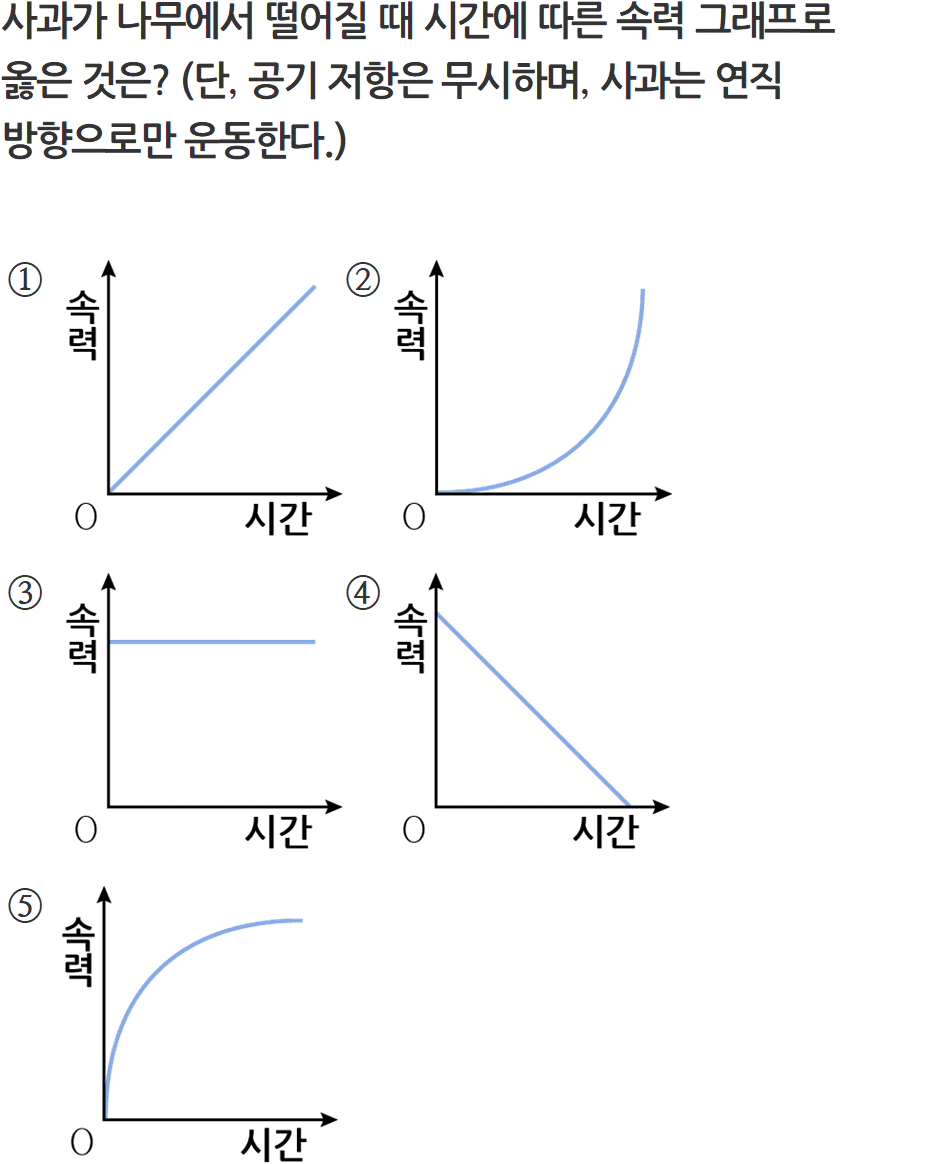 사과가 나무에서 떨어질 때 시간에 따른 속력 그래프로
옳은 것은? (단, 공기 저항은 무시하며, 사과는 연직
방향으로만 운동한다.)
①
속력
O
시간
②
속력
O
시간
③
속력
O
시간
④
속력
O
시간
⑤
속력
O
시간